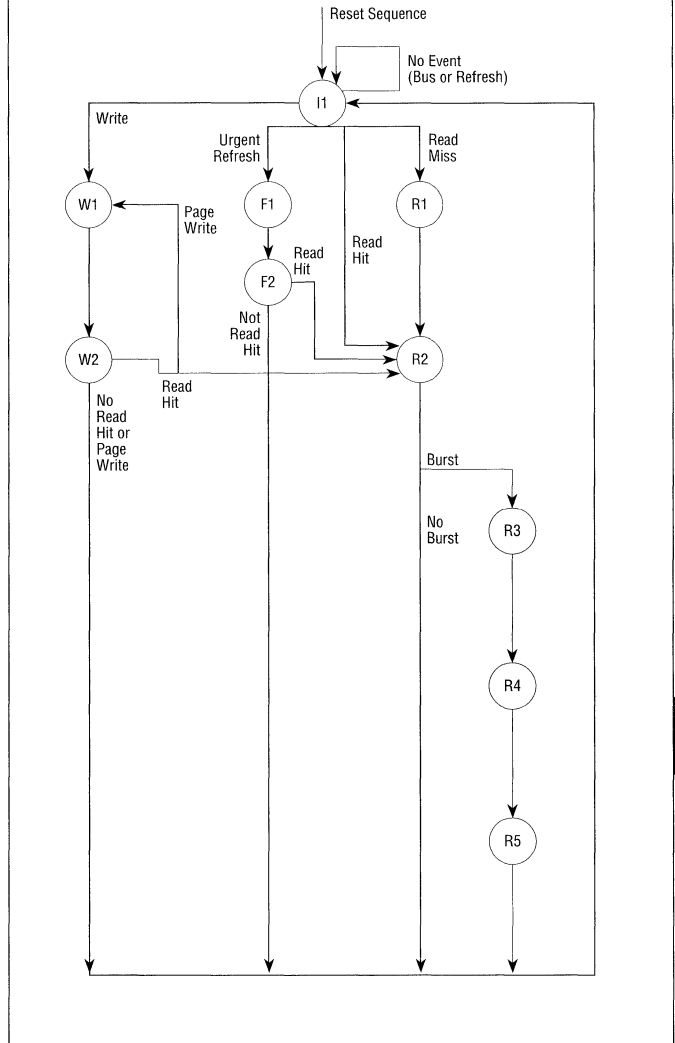 Reset Sequence
No Event
(Bus or Refresh)
I1
Write
Urgent
Refresh
Read
Miss
W1
Page
Write
F1
R1
Read
Hit
Read
Hit
F2
Not
Read
Hit
W2
R2
Read
Hit
No
Read
Hit or
Page
Write
Burst
No
Burst
R3
R4
R5